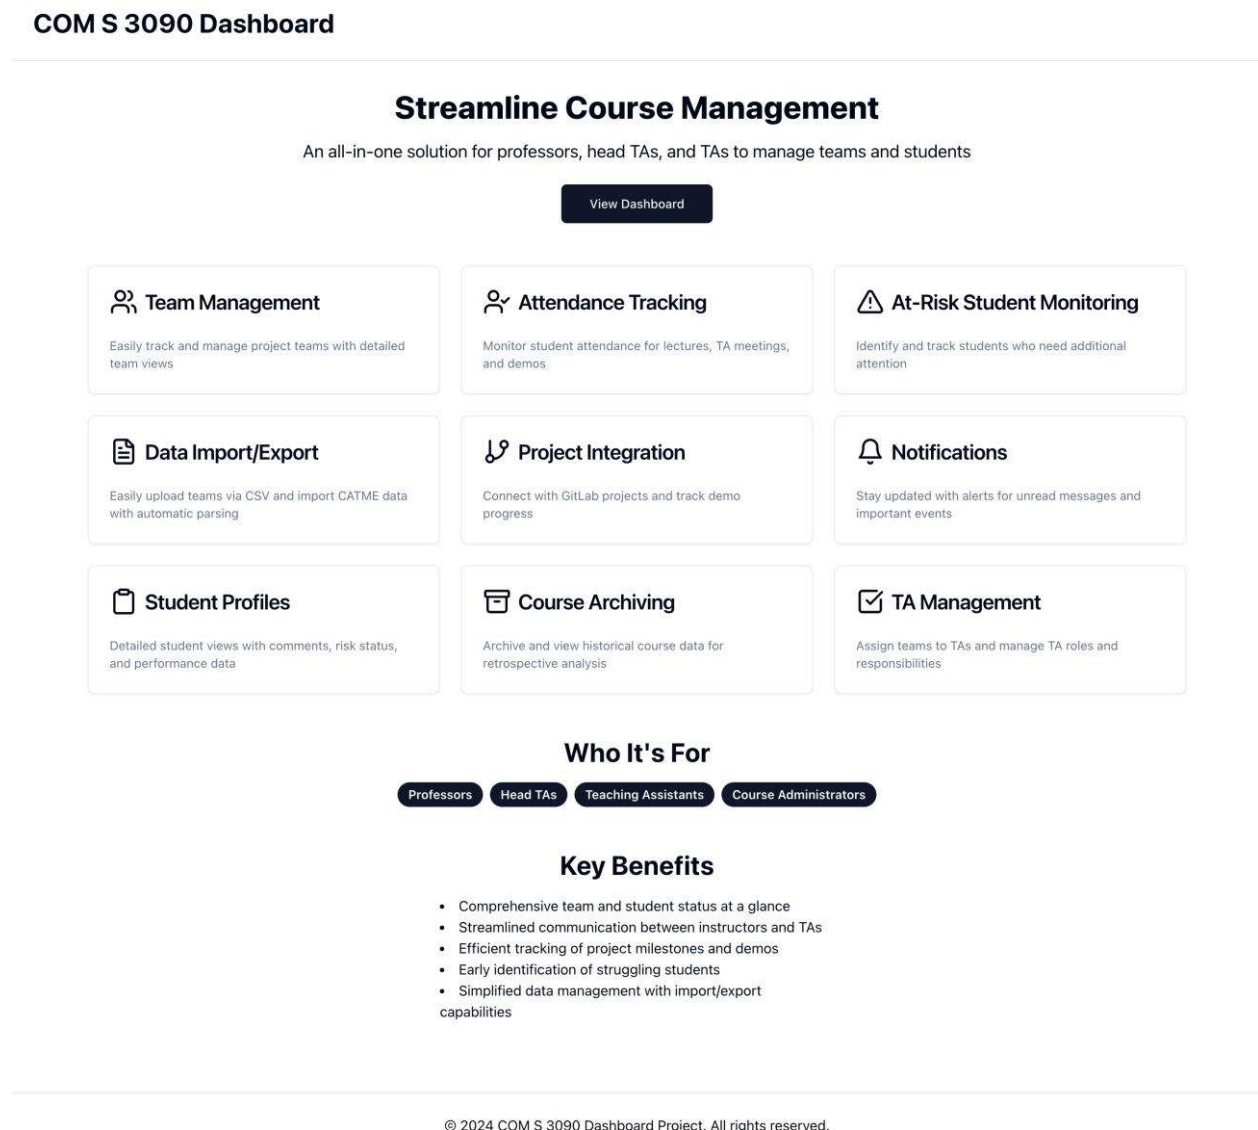 COM S 3090 Dashboard
Streamline Course Management
An all-in-one solution for professors, head TAs, and TAs to manage teams and students
View Dashboard
Team Management
Easily track and manage project teams with detailed
team views
Attendance Tracking
Monitor student attendance for lectures, TA meetings,
and demos
At-Risk Student Monitoring
Identify and track students who need additional
attention
Data Import/Export
Easily upload teams via CSV and import CATME data
with automatic parsing
Project Integration
Connect with GitLab projects and track demo
progress
Notifications
Stay updated with alerts for unread messages and
important events
Student Profiles
Detailed student views with comments, risk status,
and performance data
Course Archiving
Archive and view historical course data for
retrospective analysis
TA Management
Assign teams to TAs and manage TA roles and
responsibilities
Who It's For
Professors Head TAs Teaching Assistants Course Administrators
Key Benefits
• Comprehensive team and student status at a glance
• Streamlined communication between instructors and TAs
• Efficient tracking of project milestones and demos
• Early identification of struggling students
• Simplified data management with import/export
capabilities
© 2024 COM S 3090 Dashboard Project. All rights reserved.